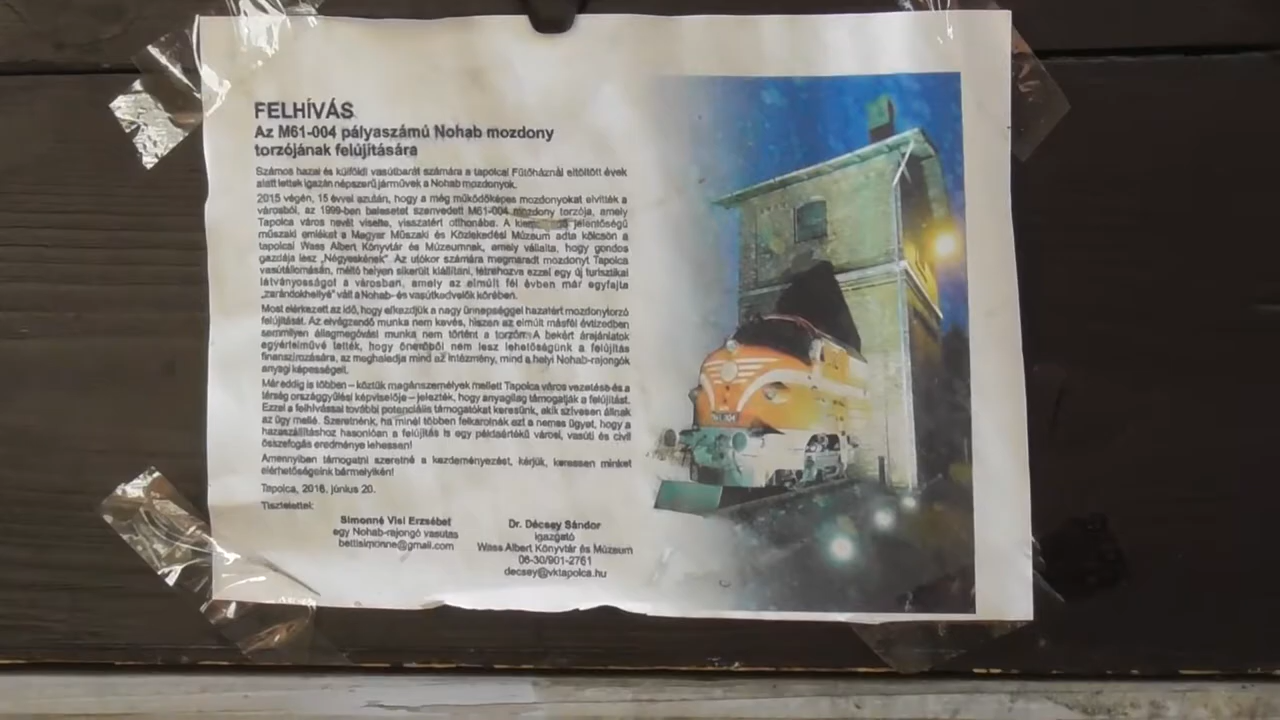 FELHÍVÁS
Az M61-004 pályaszámú Nohab mozdony
torzójának felújítására
Számos hazai és külföldi vasútbarát számára a tapolcai Fűtőháznál eltöltött évek
alatt lettek igazán népszerű járművek a Nohab mozdonyok.
2015 végén, 15 évvel azután, hogy a még működőképes mozdonyokat elvitték a
városból, az 1999-ben balesetet szenvedett M61-004 mozdony torzója, amely
Tapolca város nevét viselte, visszatért otthonába. A jelentőségű
műszaki emléket a Magyar Műszaki és Közlekedési Múzeum adta kölcsön a
tapolcai Wass Albert Könyvtár és Múzeumnak, amely vállalta, hogy gondos
gazdája lesz „Négyeskének”. Az utókor számára megmaradt mozdonyt Tapolca
vasútállomásán, méltó helyen sikerült kiállítani, létrehozva ezzel egy új turisztikai
látványosságot a városban, amely az elmúlt fél évben már egyfajta
„zarándokhellyé” vált a Nohab- és vasútkedvelők körében.
Most elérkezett az idő, hogy elkezdjük a nagy ünnepséggel hazatért mozdonytorzó
felújítását. Az elvégzendő munka nem kevés, hiszen az elmúlt másfél évtizedben
semmilyen állagmegóvási munka nem történt a torzón. A bekért árajánlatok
egyértelművé tették, hogy önerőből nem lesz lehetőségünk a felújítás
finanszírozására, az meghaladja mind az intézmény, mind a helyi Nohab-rajongók
anyagi képességeit.
Máreddig is többen – köztük magánszemélyek mellett Tapolca város vezetése és a
térség országgyűlési képviselője – jelezték, hogy anyagilag támogatják a felújítást.
Ezzel a felhívással további potenciális támogatókat keresünk, akik szívesen állnak
az ügy mellé. Szeretnénk, ha minél többen felkarolnák ezt a nemes ügyet, hogy a
hazaszállításhoz hasonlóan a felújítás is egy példaértékű városi, vasúti és civil
összefogás eredménye lehessen!
Amennyiben támogatni szeretné a kezdeményezést, kérjük, keressen minket
elérhetőségeink bármelyikén!
Tapolca, 2016. június 20.
Tisztelettel:
Simonné Visi Erzsébet
egy Nohab-rajongó vasutas
bettisimonne@gmail.com
Dr. Décsey Sándor
igazgató
Wass Albert Könyvtár és Múzeum
06-30/901-2761
decsey@vktapolca.hu